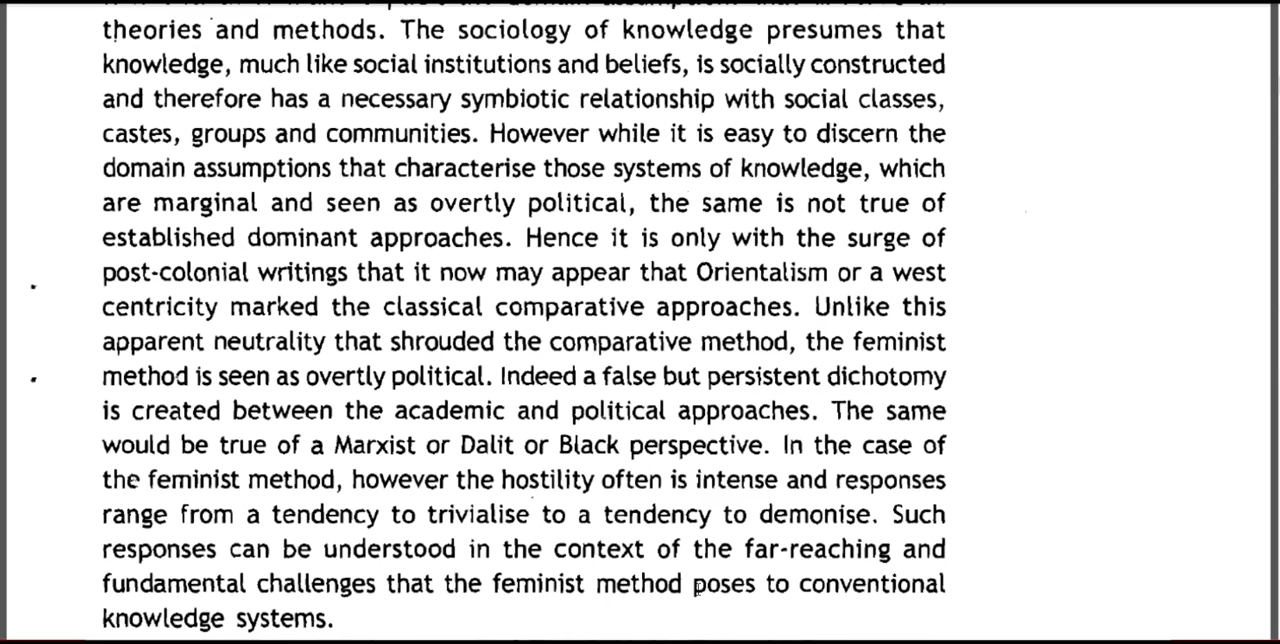 theories and methods. The sociology of knowledge presumes that
knowledge, much like social institutions and beliefs, is socially constructed
and therefore has a necessary symbiotic relationship with social classes,
castes, groups and communities. However while it is easy to discern the
domain assumptions that characterise those systems of knowledge, which
are marginal and seen as overtly political, the same is not true of
established dominant approaches. Hence it is only with the surge of
post-colonial writings that it now may appear that Orientalism or a west
centricity marked the classical comparative approaches. Unlike this
apparent neutrality that shrouded the comparative method, the feminist
method is seen as overtly political. Indeed a false but persistent dichotomy
is created between the academic and political approaches. The same
would be true of a Marxist or Dalit or Black perspective. In the case of
the feminist method, however the hostility often is intense and responses
range from a tendency to trivialise to a tendency to demonise. Such
responses can be understood in the context of the far-reaching and
fundamental challenges that the feminist method poses to conventional
knowledge systems.